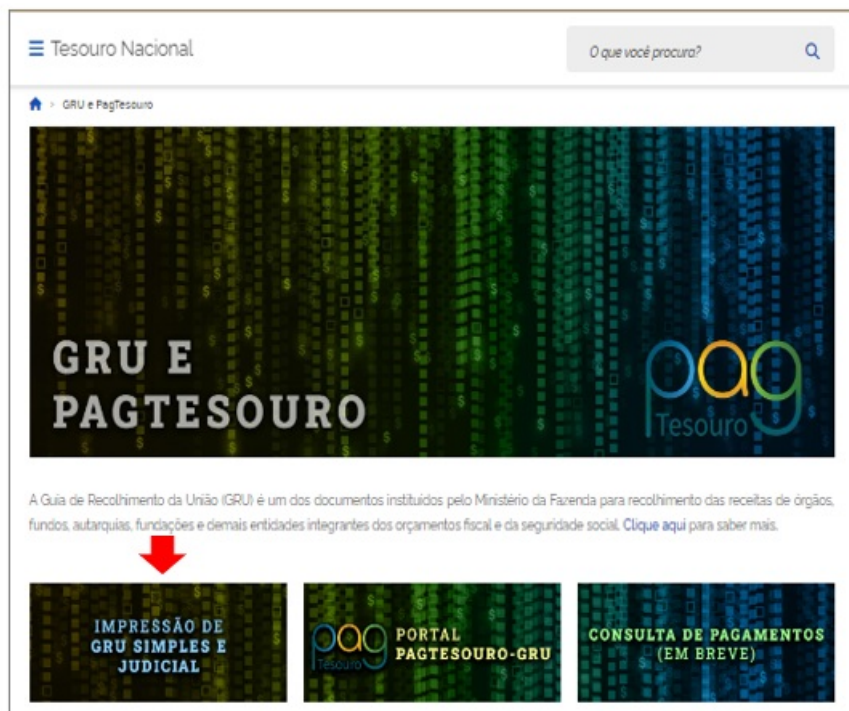 Tesouro Nacional
O que você procura?
GRU e PagTesouro
GRU E
PAGTESOURO
pag
Tesouro
A Guia de Recolhimento da União (GRU) é um dos documentos instituídos pelo Ministério da Fazenda para recolhimento das receitas de órgãos,
fundos, autarquias, fundações e demais entidades integrantes dos orçamentos fiscal e da seguridade social. Clique aqui para saber mais.
IMPRESSÃO DE
GRU SIMPLES E
JUDICIAL
pag
Tesouro
PORTAL
PAGTESOURO-GRU
CONSULTA DE PAGAMENTOS
(EM BREVE)